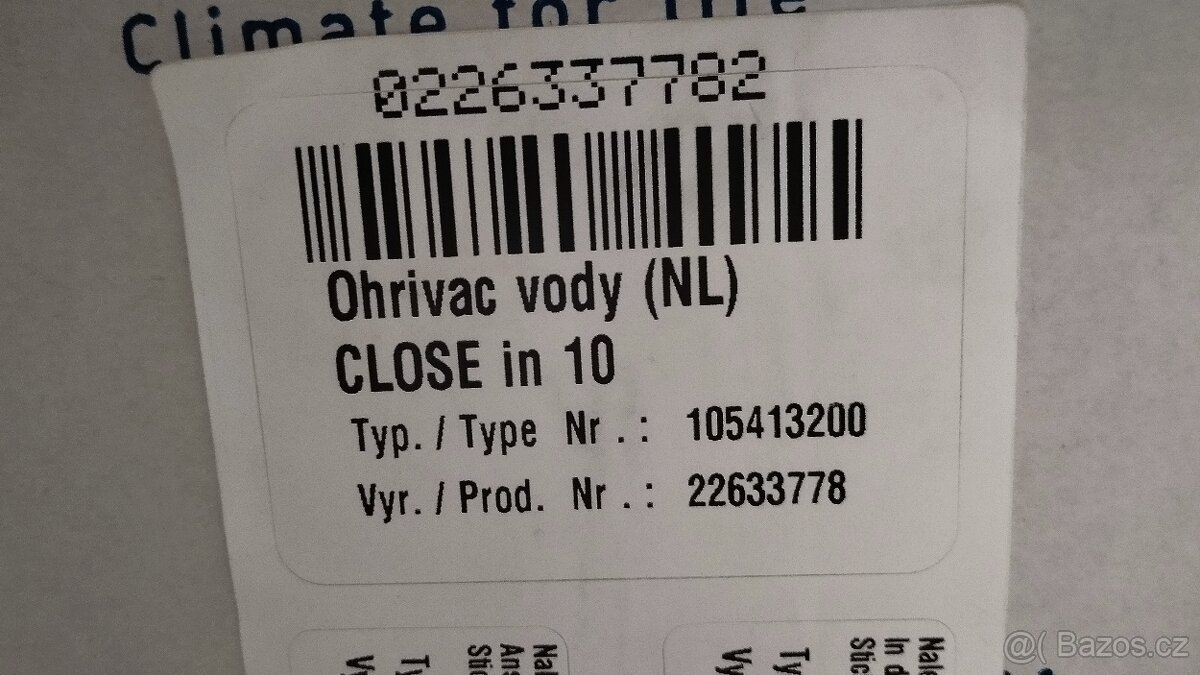 Climate for life
0226337782
Ohrivac vody (NL)
CLOSE in 10
Typ. / Type Nr . : 105413200
Vyr. / Prod. Nr . : 22633778
@( Bazos.cz